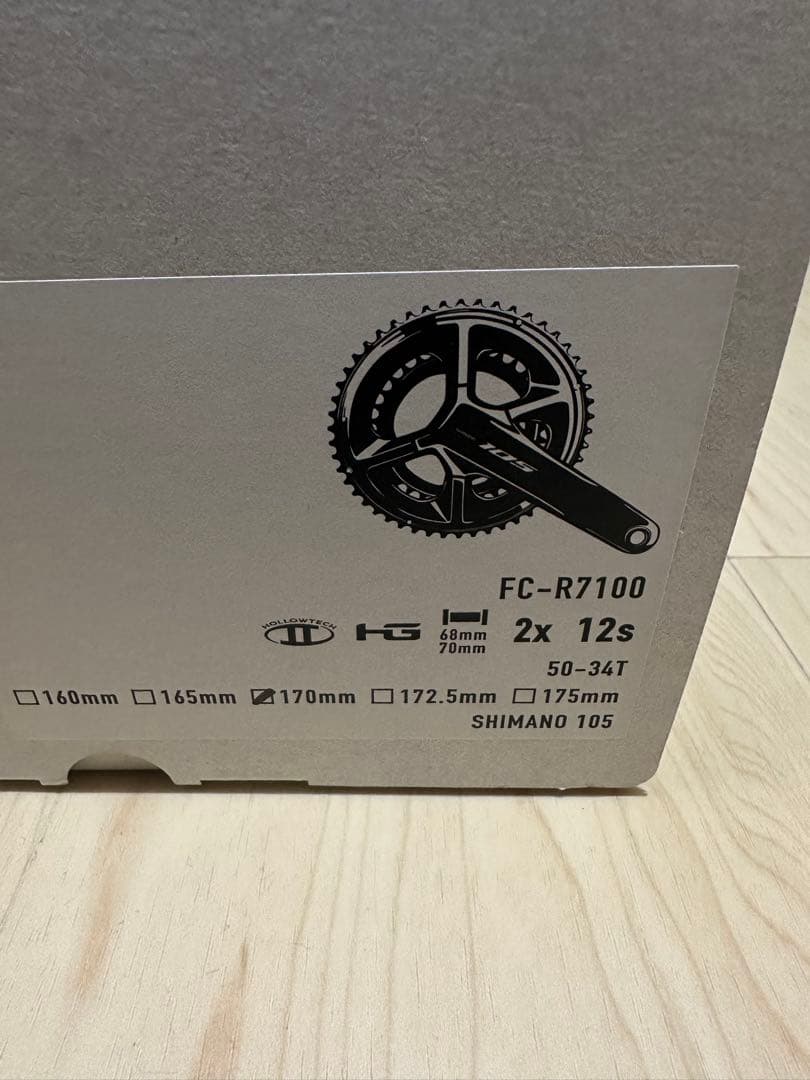 105
FC-R7100
HOLLOWTECH II HG 68mm 70mm 2x 12s
50-34T
160mm 165mm 170mm 172.5mm 175mm
SHIMANO 105